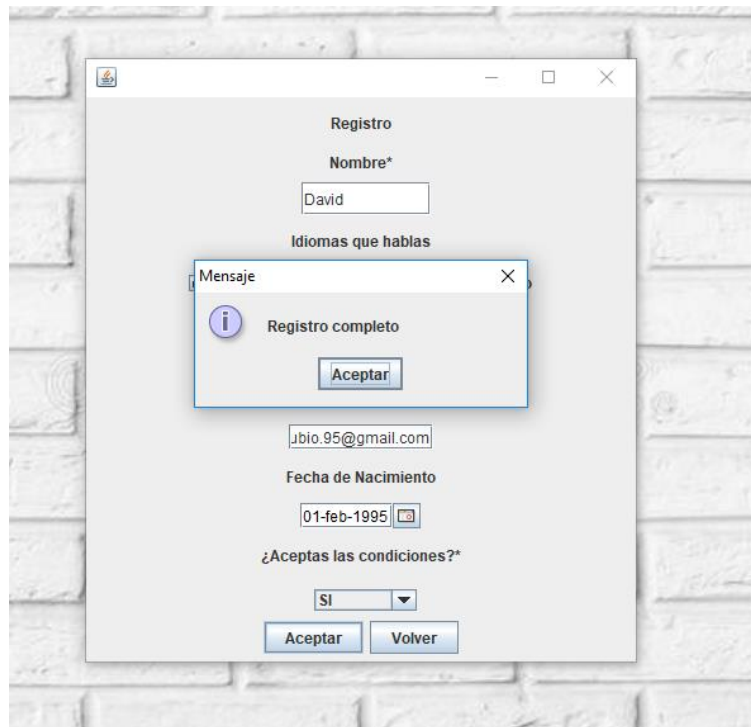 Registro
Nombre*
David
Idiomas que hablas
Mensaje
Registro completo
Aceptar
ubio.95@gmail.com
Fecha de Nacimiento
01-feb-1995
¿Aceptas las condiciones?*
SI
Aceptar Volver